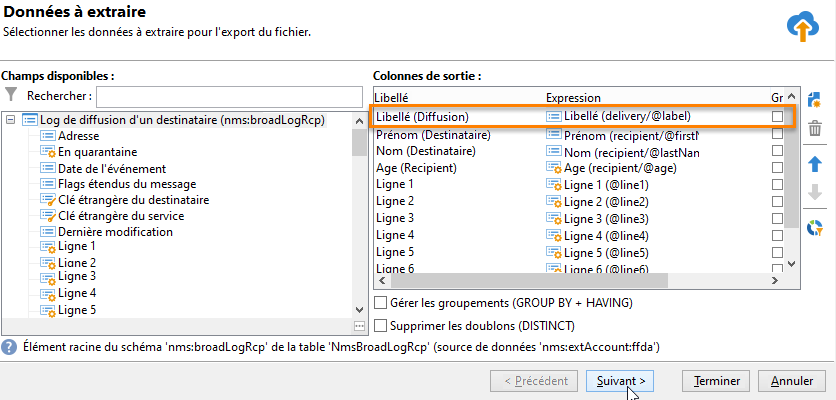 Données à extraire
Sélectionner les données à extraire pour l'export du fichier.
Champs disponibles :
Rechercher :
Log de diffusion d'un destinataire (nms:broadLogRcp)
Adresse
En quarantaine
Date de l'événement
Flags étendus du message
Clé étrangère du destinataire
Clé étrangère du service
Dernière modification
Ligne 1
Ligne 2
Ligne 3
Ligne 4
Ligne 5
Colonnes de sortie :
Libellé Expression Gr
Libellé (Diffusion) Libellé (delivery/@label)
Prénom (Destinataire) Prénom (recipient/@firstN
Nom (Destinataire) Nom (recipient/@lastNan
Age (Recipient) Age (recipient/@age)
Ligne 1 Ligne 1 (@line1)
Ligne 2 Ligne 2 (@line2)
Ligne 3 Ligne 3 (@line3)
Ligne 4 Ligne 4 (@line4)
Ligne 5 Ligne 5 (@line5)
Ligne 6 Ligne 6 (@line6)
Gérer les groupements (GROUP BY + HAVING)
Supprimer les doublons (DISTINCT)
Élément racine du schéma 'nms:broadLogRcp' de la table 'NmsBroadLogRcp' (source de données 'nms:extAccount:ffda')
< Précédent Suivant > Terminer Annuler